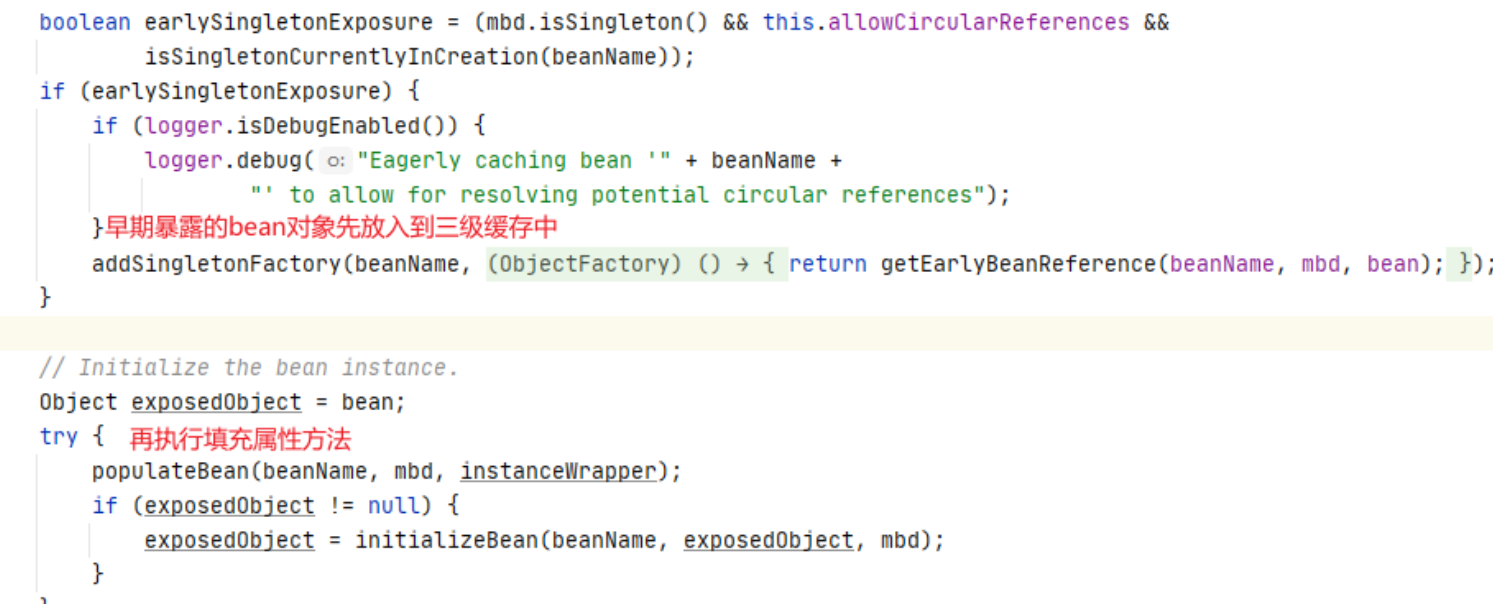 boolean earlySingletonExposure = (mbd.isSingleton() && this.allowCircularReferences &&
isSingletonCurrentlyInCreation(beanName));
if (earlySingletonExposure) {
if (logger.isDebugEnabled()) {
logger.debug( o: "Eagerly caching bean '" + beanName +
"' to allow for resolving potential circular references");
}早期暴露的bean对象先放入到三级缓存中
addSingletonFactory(beanName, (ObjectFactory) () → { return getEarlyBeanReference(beanName, mbd, bean); });
}
// Initialize the bean instance.
Object exposedObject = bean;
try { 再执行填充属性方法
populateBean(beanName, mbd, instanceWrapper);
if (exposedObject != null) {
exposedObject = initializeBean(beanName, exposedObject, mbd);
}